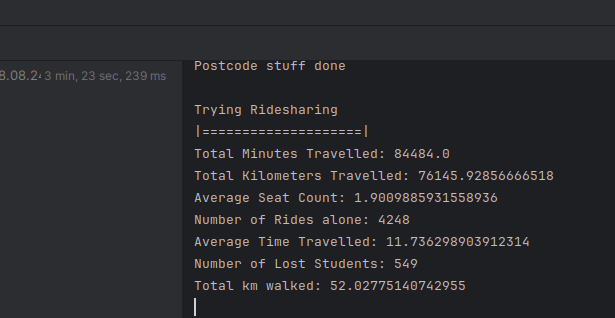 Postcode stuff done
8.08.24 3 min, 23 sec, 239 ms
Trying Ridesharing
|=====================|
Total Minutes Travelled: 84484.0
Total Kilometers Travelled: 76145.92856666518
Average Seat Count: 1.9009885931558936
Number of Rides alone: 4248
Average Time Travelled: 11.736298903912314
Number of Lost Students: 549
Total km walked: 52.02775140742955